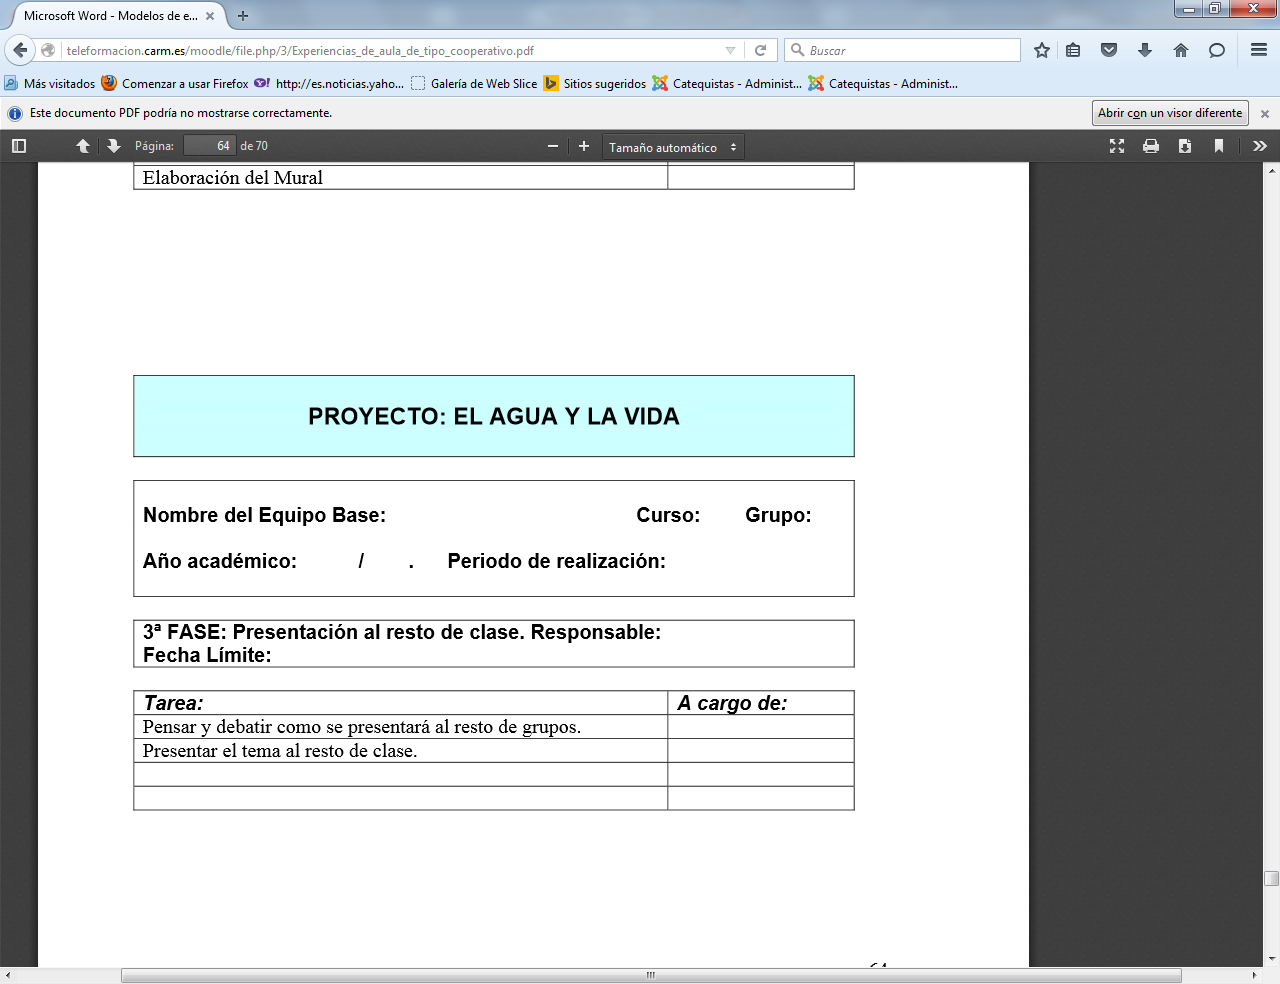 Microsoft Word - Modelos de e...
teleformacion.carm.es/moodle/file.php/3/Experiencias_de_aula_de_tipo_cooperativo.pdf
Buscar
Más visitados Comenzar a usar Firefox http://es.noticias.yaho... Galería de Web Slice Sitios sugeridos Catequistas - Administ... Catequistas - Administ...
Este documento PDF podría no mostrarse correctamente. Abrir con un visor diferente
Página: 64 de 70 Tamaño automático
Elaboración del Mural
PROYECTO: EL AGUA Y LA VIDA
Nombre del Equipo Base: Curso: Grupo:
Año académico: / . Periodo de realización:
3ª FASE: Presentación al resto de clase. Responsable:
Fecha Límite:
Tarea: A cargo de:
Pensar y debatir como se presentará al resto de grupos.
Presentar el tema al resto de clase.
64